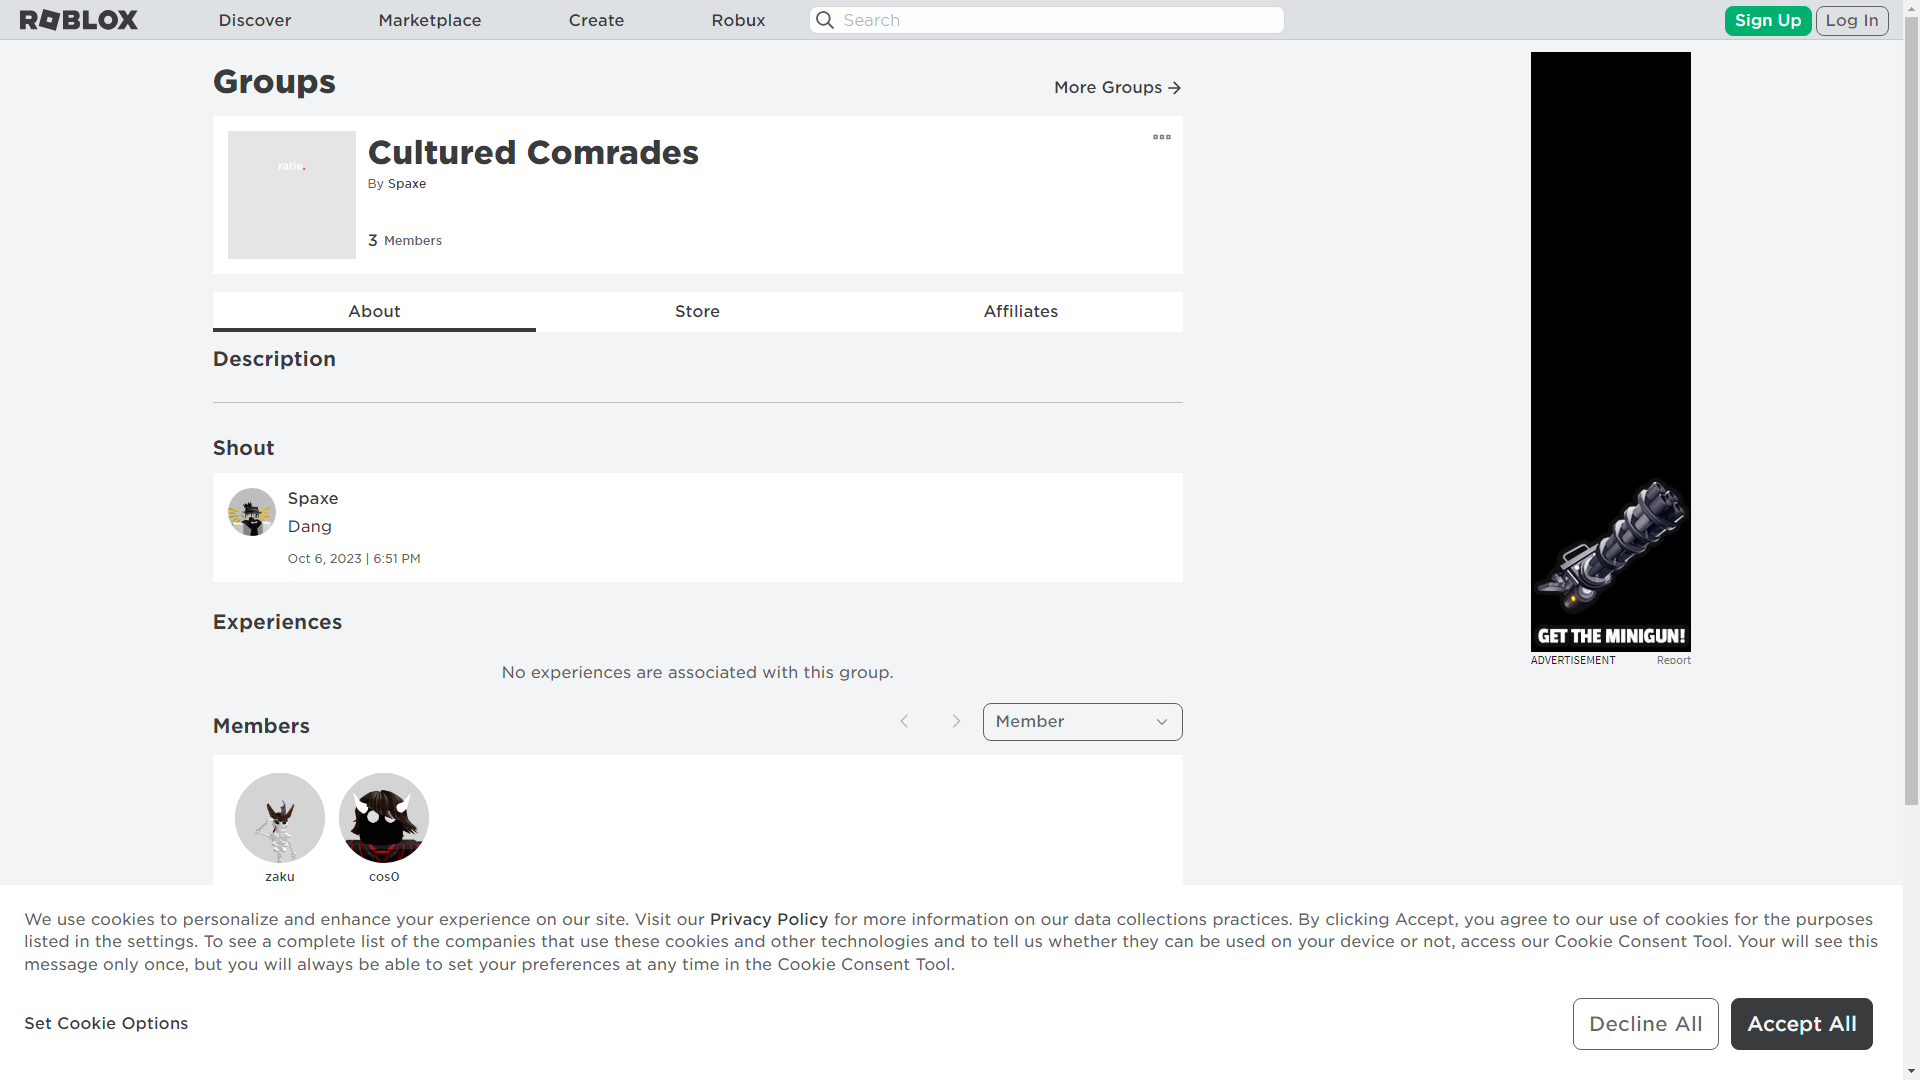 ROBLOX
Discover
Marketplace
Create
Robux
Search
Sign Up
Log In
Groups
More Groups
ratio.
Cultured Comrades
By Spaxe
3 Members
About
Store
Affiliates
Description
Shout
Spaxe
Dang
Oct 6, 2023 | 6:51 PM
Experiences
No experiences are associated with this group.
Members
Member
zaku
cos0
GET THE MINIGUN!
ADVERTISEMENT
Report
We use cookies to personalize and enhance your experience on our site. Visit our Privacy Policy for more information on our data collections practices. By clicking Accept, you agree to our use of cookies for the purposes
listed in the settings. To see a complete list of the companies that use these cookies and other technologies and to tell us whether they can be used on your device or not, access our Cookie Consent Tool. Your will see this
message only once, but you will always be able to set your preferences at any time in the Cookie Consent Tool.
Set Cookie Options
Decline All
Accept All